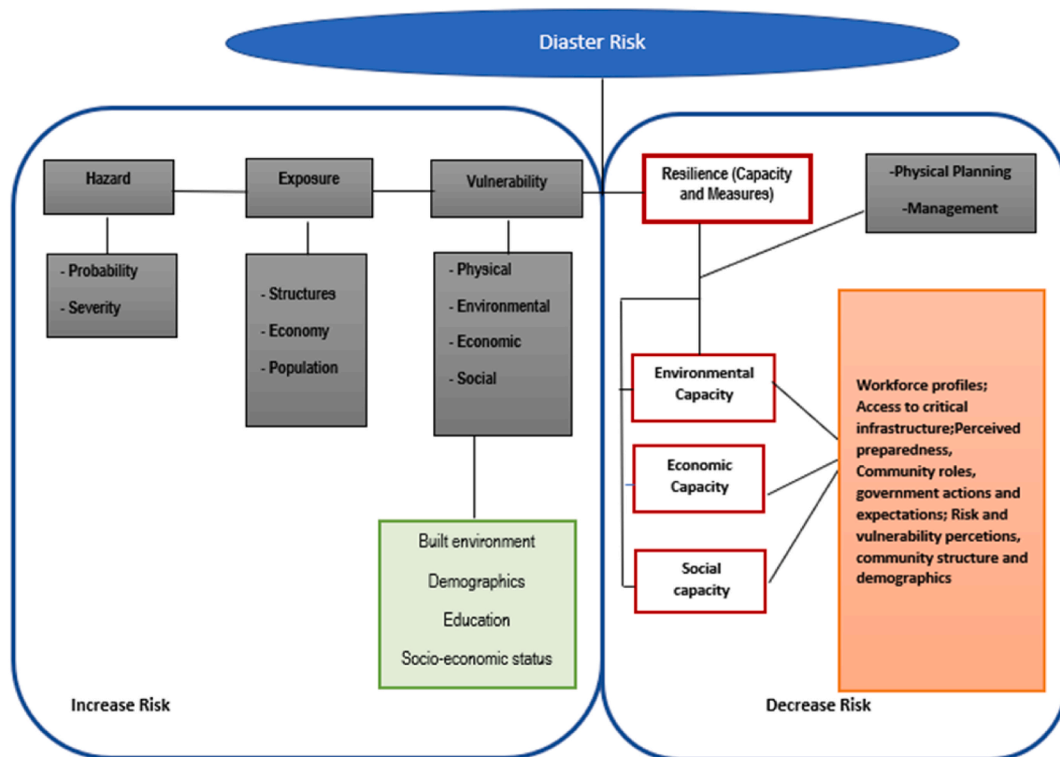 Diaster Risk
Hazard
Exposure
Vulnerability
Resilience (Capacity
and Measures)
-Physical Planning
-Management
- Probability
- Severity
- Structures
- Economy
- Population
- Physical
- Environmental
- Economic
- Social
Built environment
Demographics
Education
Socio-economic status
Environmental
Capacity
Economic
Capacity
Social
capacity
Workforce profiles;
Access to critical
infrastructure;Perceived
preparedness,
Community roles,
government actions and
expectations; Risk and
vulnerability percetions,
community structure and
demographics
Increase Risk
Decrease Risk